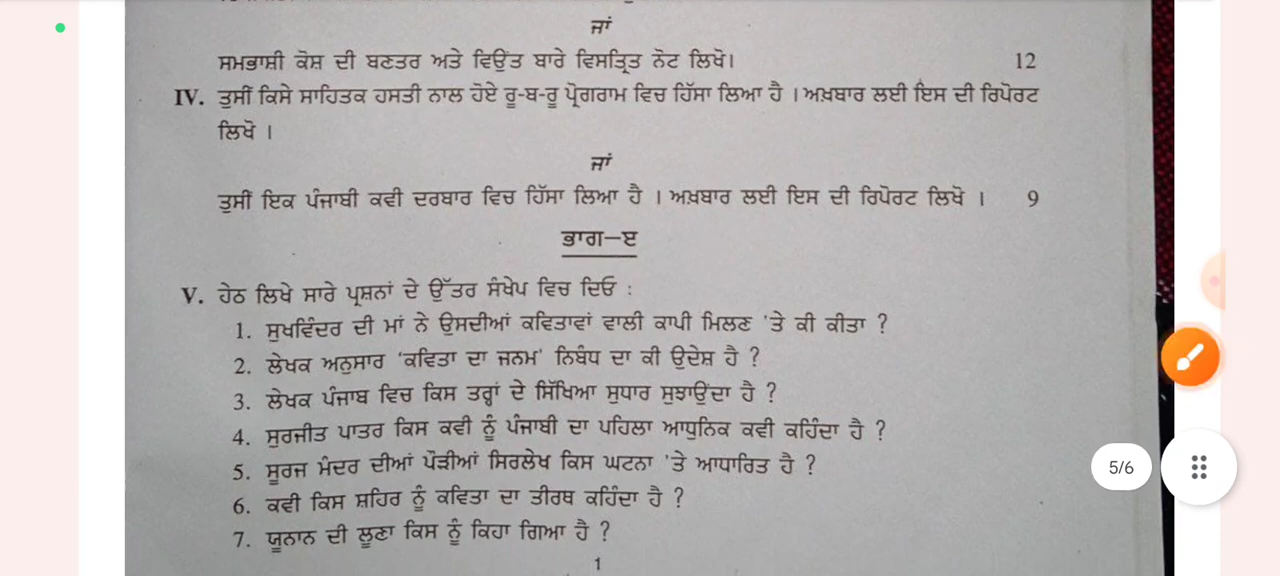 ਜਾਂ
ਸਮਭਾਸ਼ੀ ਕੋਸ਼ ਦੀ ਬਣਤਰ ਅਤੇ ਵਿਉਂਤ ਬਾਰੇ ਵਿਸਤ੍ਰਿਤ ਨੋਟ ਲਿਖੋ। 12
IV. ਤੁਸੀਂ ਕਿਸੇ ਸਾਹਿਤਕ ਹਸਤੀ ਨਾਲ ਹੋਏ ਰੂ-ਬ-ਰੂ ਪ੍ਰੋਗਰਾਮ ਵਿਚ ਹਿੱਸਾ ਲਿਆ ਹੈ । ਅਖ਼ਬਾਰ ਲਈ ਇਸ ਦੀ ਰਿਪੋਰਟ
ਲਿਖੋ ।
ਜਾਂ
ਤੁਸੀਂ ਇਕ ਪੰਜਾਬੀ ਕਵੀ ਦਰਬਾਰ ਵਿਚ ਹਿੱਸਾ ਲਿਆ ਹੈ । ਅਖ਼ਬਾਰ ਲਈ ਇਸ ਦੀ ਰਿਪੋਰਟ ਲਿਖੋ । 9
ਭਾਗ–ੲ
V. ਹੇਠ ਲਿਖੇ ਸਾਰੇ ਪ੍ਰਸ਼ਨਾਂ ਦੇ ਉੱਤਰ ਸੰਖੇਪ ਵਿਚ ਦਿਓ :
1. ਸੁਖਵਿੰਦਰ ਦੀ ਮਾਂ ਨੇ ਉਸਦੀਆਂ ਕਵਿਤਾਵਾਂ ਵਾਲੀ ਕਾਪੀ ਮਿਲਣ 'ਤੇ ਕੀ ਕੀਤਾ ?
2. ਲੇਖਕ ਅਨੁਸਾਰ 'ਕਵਿਤਾ ਦਾ ਜਨਮ' ਨਿਬੰਧ ਦਾ ਕੀ ਉਦੇਸ਼ ਹੈ ?
3. ਲੇਖਕ ਪੰਜਾਬ ਵਿਚ ਕਿਸ ਤਰ੍ਹਾਂ ਦੇ ਸਿੱਖਿਆ ਸੁਧਾਰ ਸੁਝਾਉਂਦਾ ਹੈ ?
4. ਸੁਰਜੀਤ ਪਾਤਰ ਕਿਸ ਕਵੀ ਨੂੰ ਪੰਜਾਬੀ ਦਾ ਪਹਿਲਾ ਆਧੁਨਿਕ ਕਵੀ ਕਹਿੰਦਾ ਹੈ ?
5. ਸੂਰਜ ਮੰਦਰ ਦੀਆਂ ਪੌੜੀਆਂ ਸਿਰਲੇਖ ਕਿਸ ਘਟਨਾ 'ਤੇ ਆਧਾਰਿਤ ਹੈ ?
6. ਕਵੀ ਕਿਸ ਸ਼ਹਿਰ ਨੂੰ ਕਵਿਤਾ ਦਾ ਤੀਰਥ ਕਹਿੰਦਾ ਹੈ ?
7. ਯੂਨਾਨ ਦੀ ਲੂਣਾ ਕਿਸ ਨੂੰ ਕਿਹਾ ਗਿਆ ਹੈ ?
1
5/6